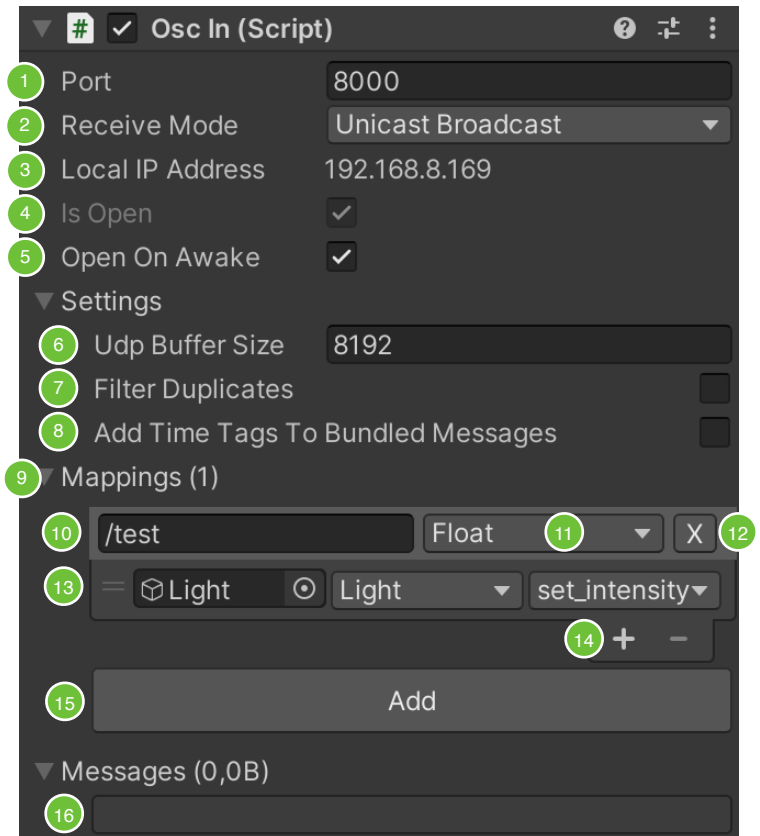 # Osc In (Script) ?
1 Port 8000
2 Receive Mode Unicast Broadcast
3 Local IP Address 192.168.8.169
4 Is Open
5 Open On Awake
Settings
6 Udp Buffer Size 8192
7 Filter Duplicates
8 Add Time Tags To Bundled Messages
9 Mappings (1)
10 /test Float 11 X 12
13 Light Light set_intensity
14 + −
15 Add
Messages (0,0B)
16